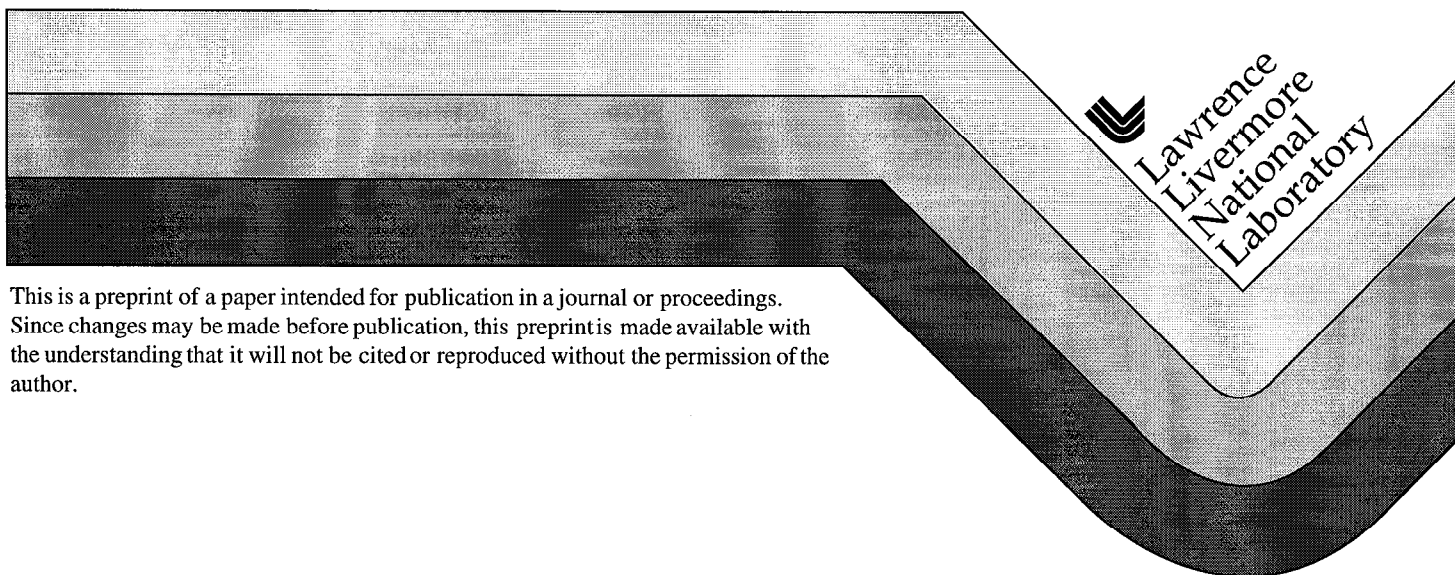 Lawrence
Livermore
National
Laboratory
This is a preprint of a paper intended for publication in a journal or proceedings.
Since changes may be made before publication, this preprint is made available with
the understanding that it will not be cited or reproduced without the permission of the
author.